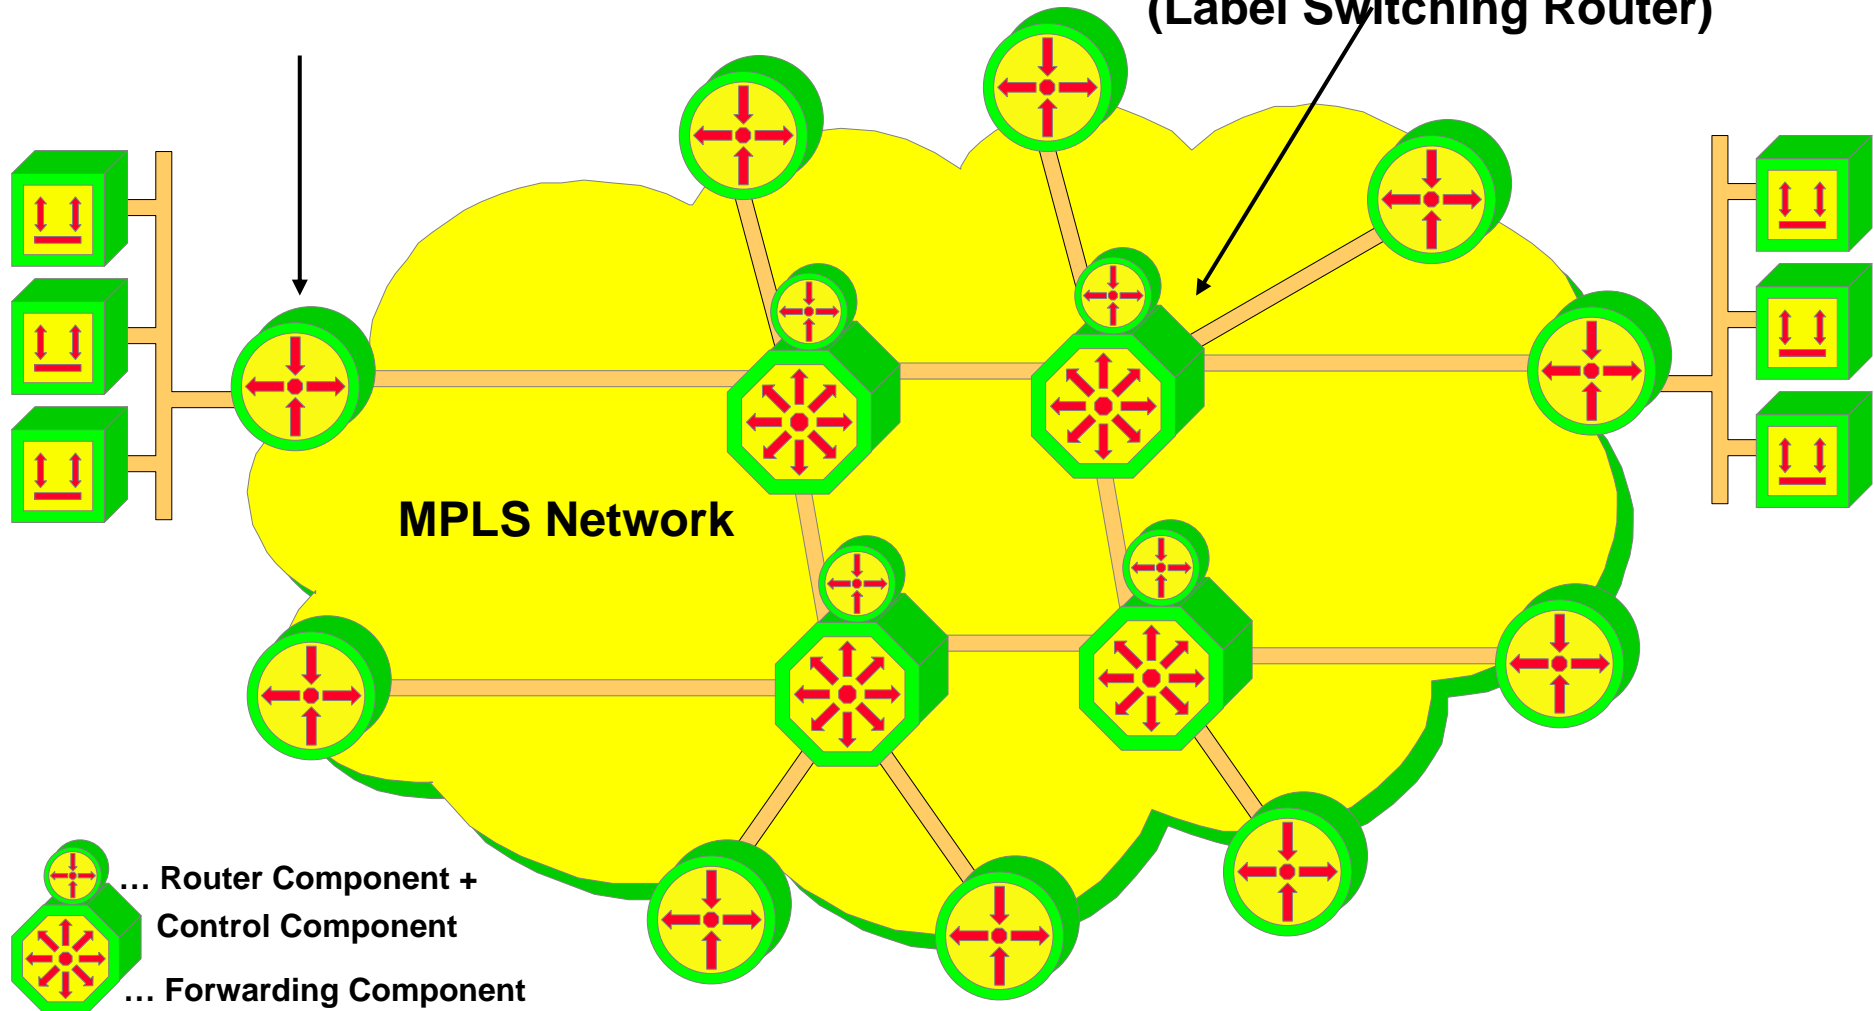 (Label Switching Router)
MPLS Network
… Router Component +
Control Component
… Forwarding Component